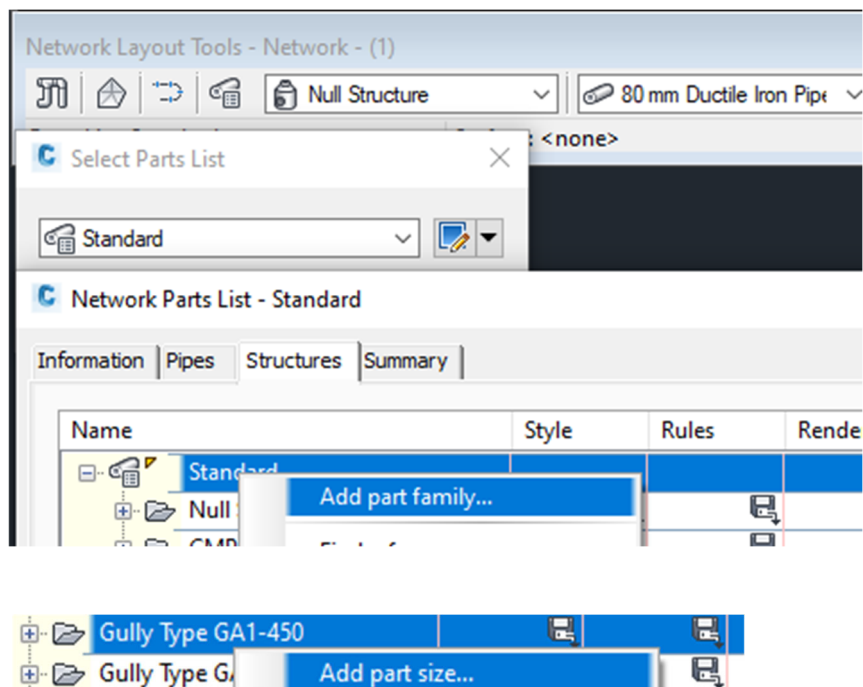 Network Layout Tools - Network - (1)
Null Structure
80 mm Ductile Iron Pipe
<none>
Select Parts List
Standard
Network Parts List - Standard
Information Pipes Structures Summary
Name Style Rules
Standard
Add part family...
Null
Gully Type GA1-450
Gully Type
Add part size...